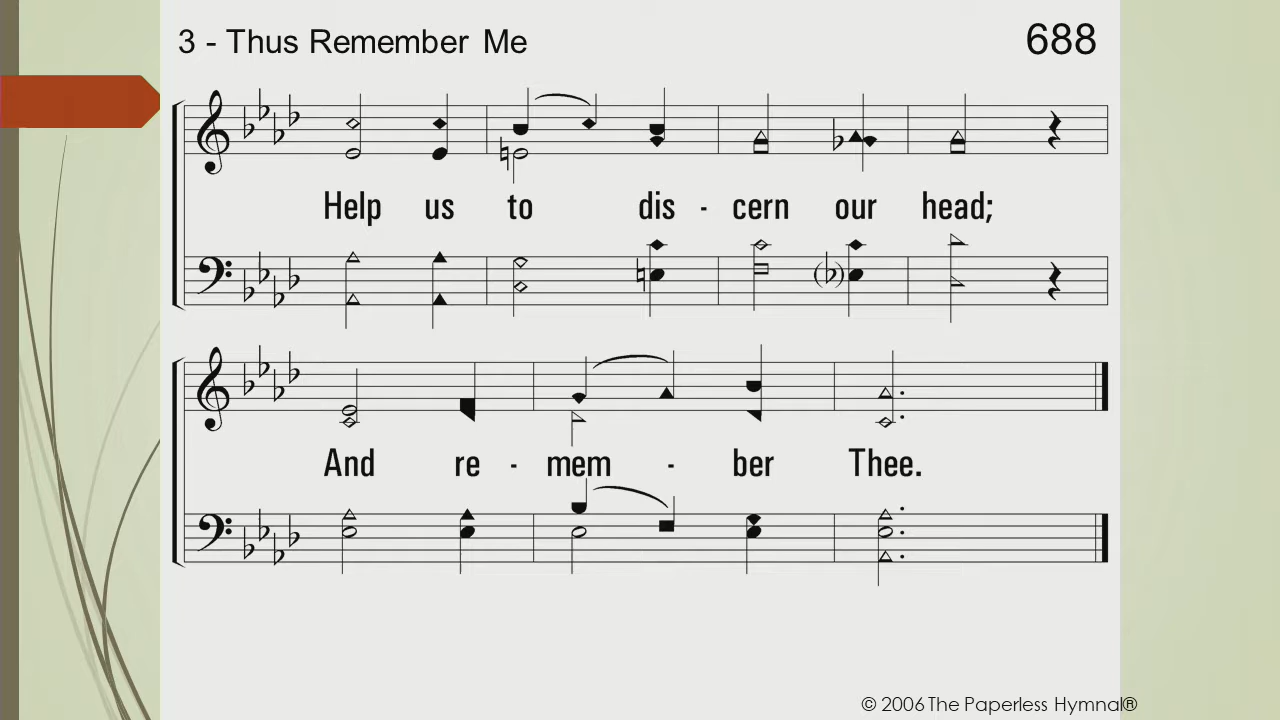 3 - Thus Remember Me 688
Help us to dis - cern our head;
And re - mem - ber Thee.
© 2006 The Paperless Hymnal®